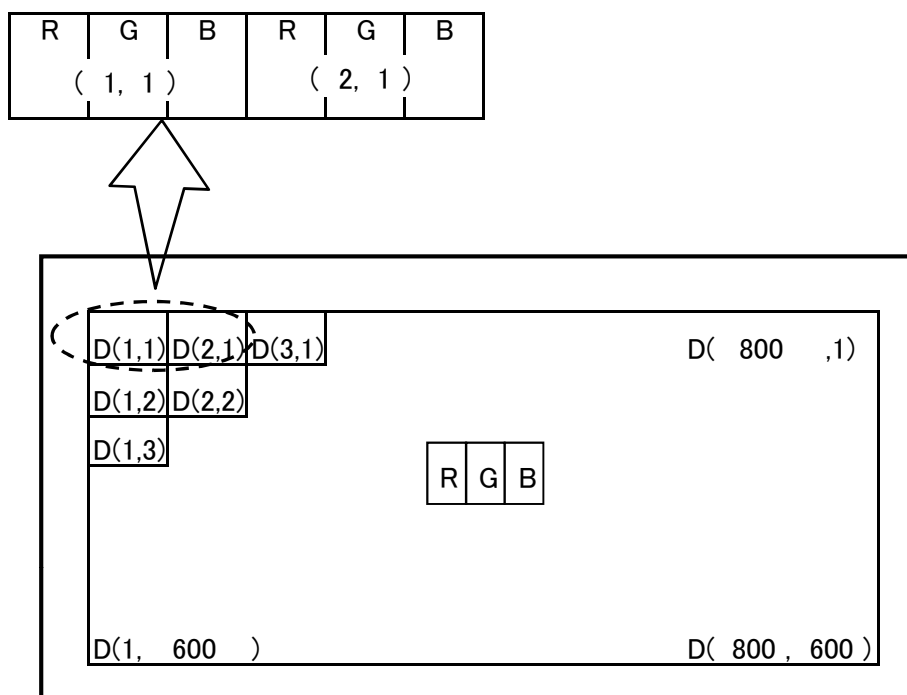 R G B R G B
( 1, 1 ) ( 2, 1 )
D(1,1) D(2,1) D(3,1) D( 800 ,1)
D(1,2) D(2,2)
D(1,3)
R G B
D(1, 600 ) D( 800 , 600 )